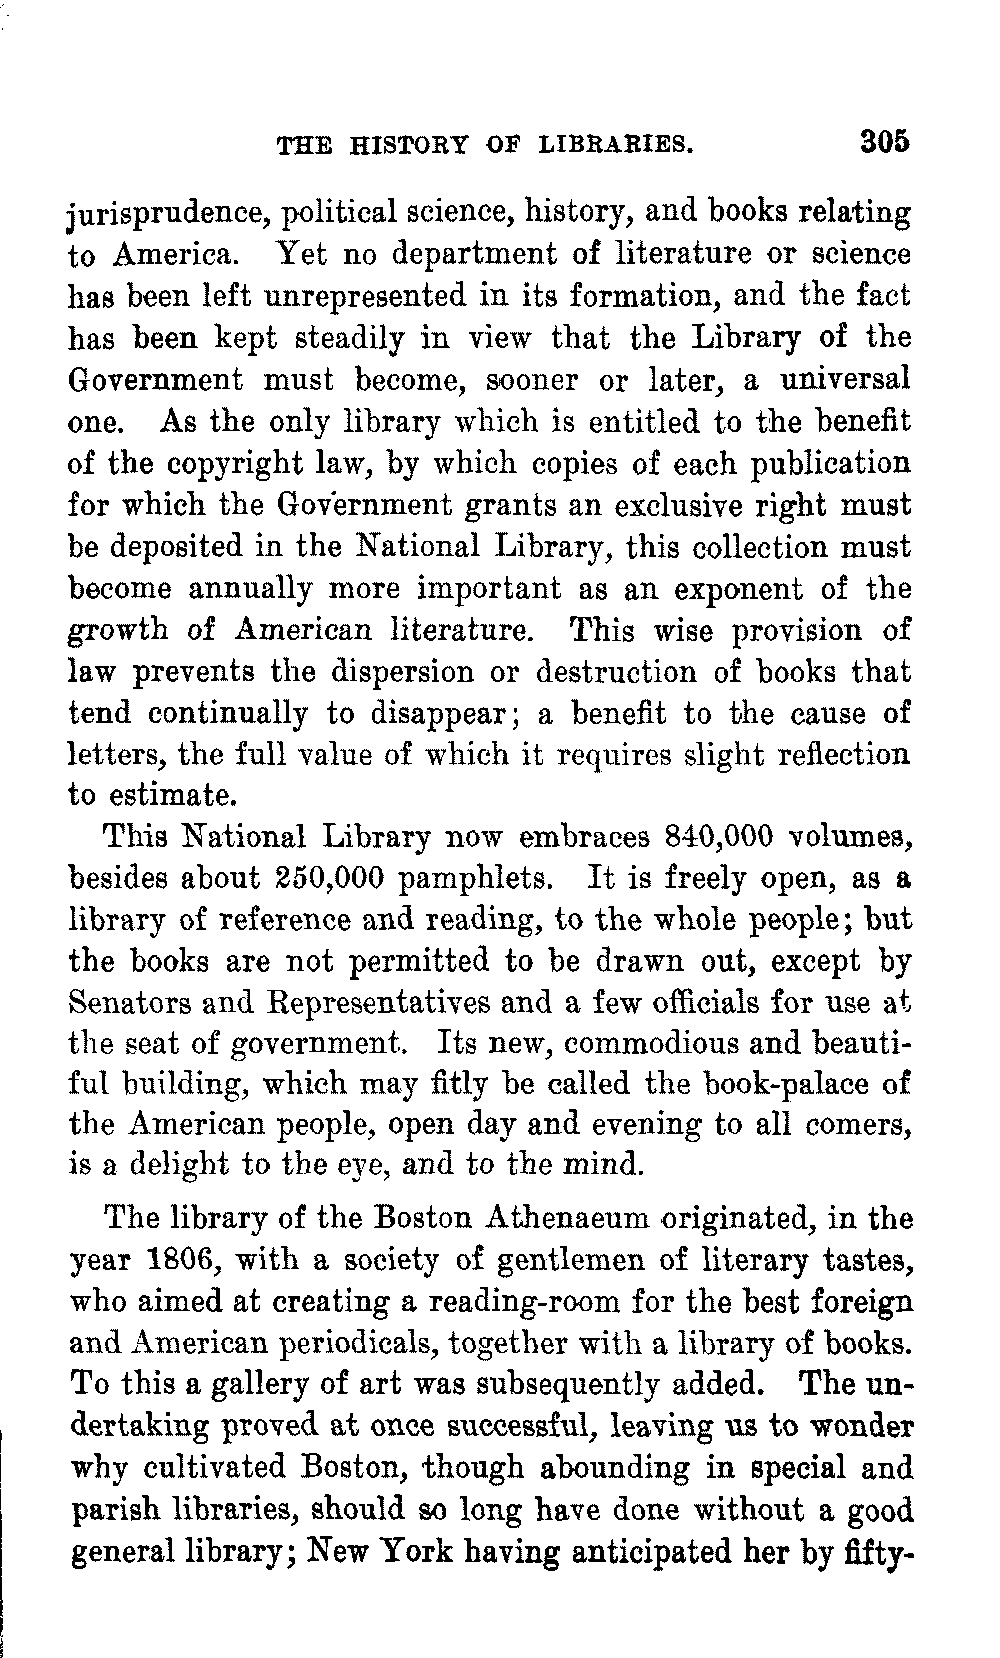 THE HISTORY OF LIBRARIES. 305
jurisprudence, political science, history, and books relating
to America. Yet no department of literature or science
has been left unrepresented in its formation, and the fact
has been kept steadily in view that the Library of the
Government must become, sooner or later, a universal
one. As the only library which is entitled to the benefit
of the copyright law, by which copies of each publication
for which the Government grants an exclusive right must
be deposited in the National Library, this collection must
become annually more important as an exponent of the
growth of American literature. This wise provision of
law prevents the dispersion or destruction of books that
tend continually to disappear; a benefit to the cause of
letters, the full value of which it requires slight reflection
to estimate.
This National Library now embraces 840,000 volumes,
besides about 250,000 pamphlets. It is freely open, as a
library of reference and reading, to the whole people; but
the books are not permitted to be drawn out, except by
Senators and Representatives and a few officials for use at
the seat of government. Its new, commodious and beauti-
ful building, which may fitly be called the book-palace of
the American people, open day and evening to all comers,
is a delight to the eye, and to the mind.
The library of the Boston Athenaeum originated, in the
year 1806, with a society of gentlemen of literary tastes,
who aimed at creating a reading-room for the best foreign
and American periodicals, together with a library of books.
To this a gallery of art was subsequently added. The un-
dertaking proved at once successful, leaving us to wonder
why cultivated Boston, though abounding in special and
parish libraries, should so long have done without a good
general library; New York having anticipated her by fifty-